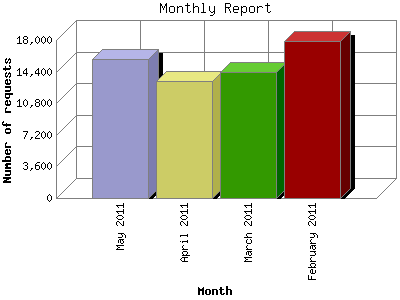 Monthly Report
Number of requests
18,000
14,400
10,800
7,200
3,600
0
May 2011
April 2011
March 2011
February 2011
Month